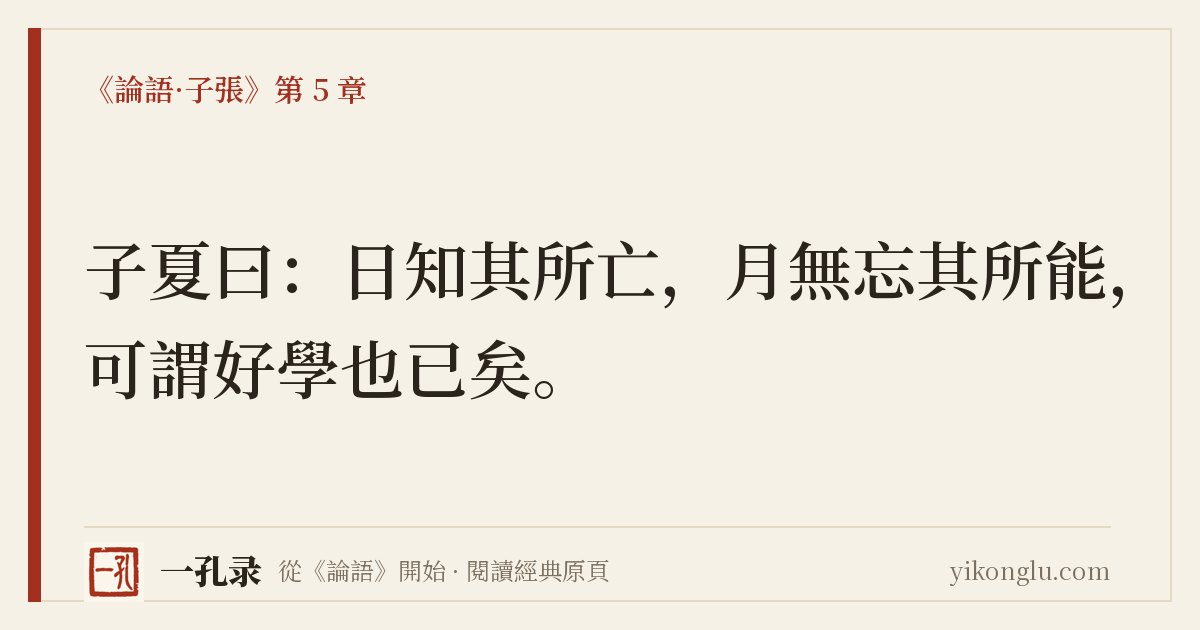 《論語·子張》第 5 章
子夏曰：日知其所亡，月無忘其所能，
可謂好學也已矣。
一孔
一孔录 從《論語》開始 · 閱讀經典原頁
yikonglu.com